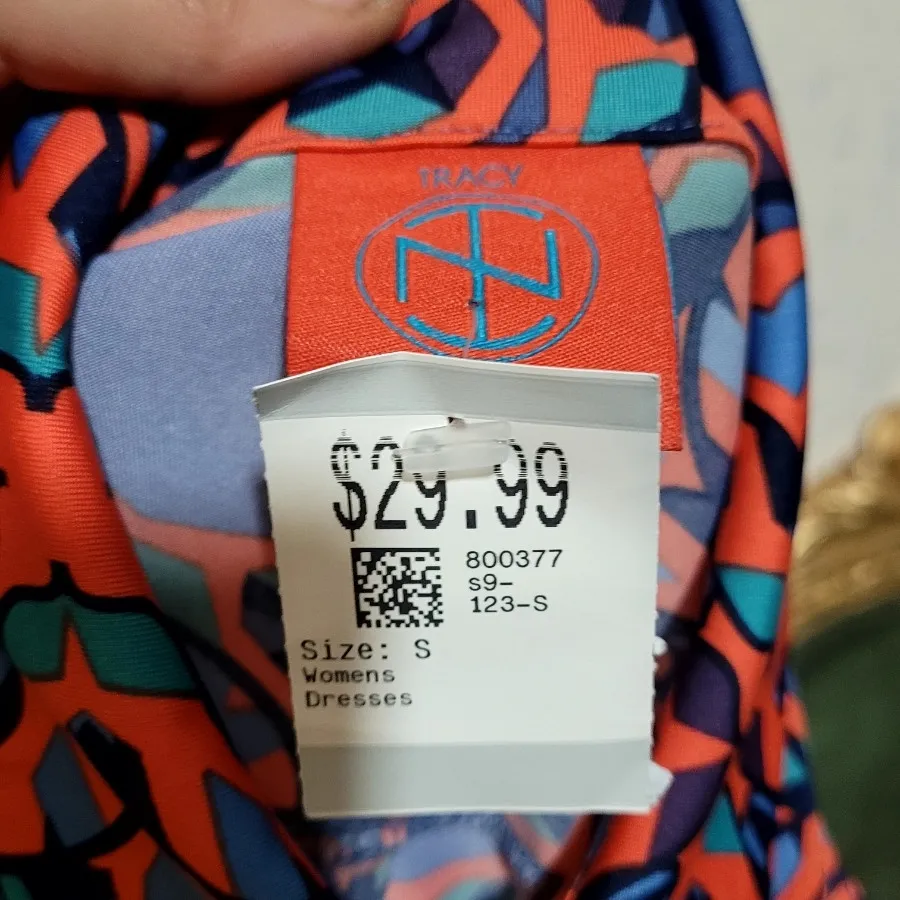 TRACY
$29.99
800377
s9-
123-S
Size: S
Womens
Dresses